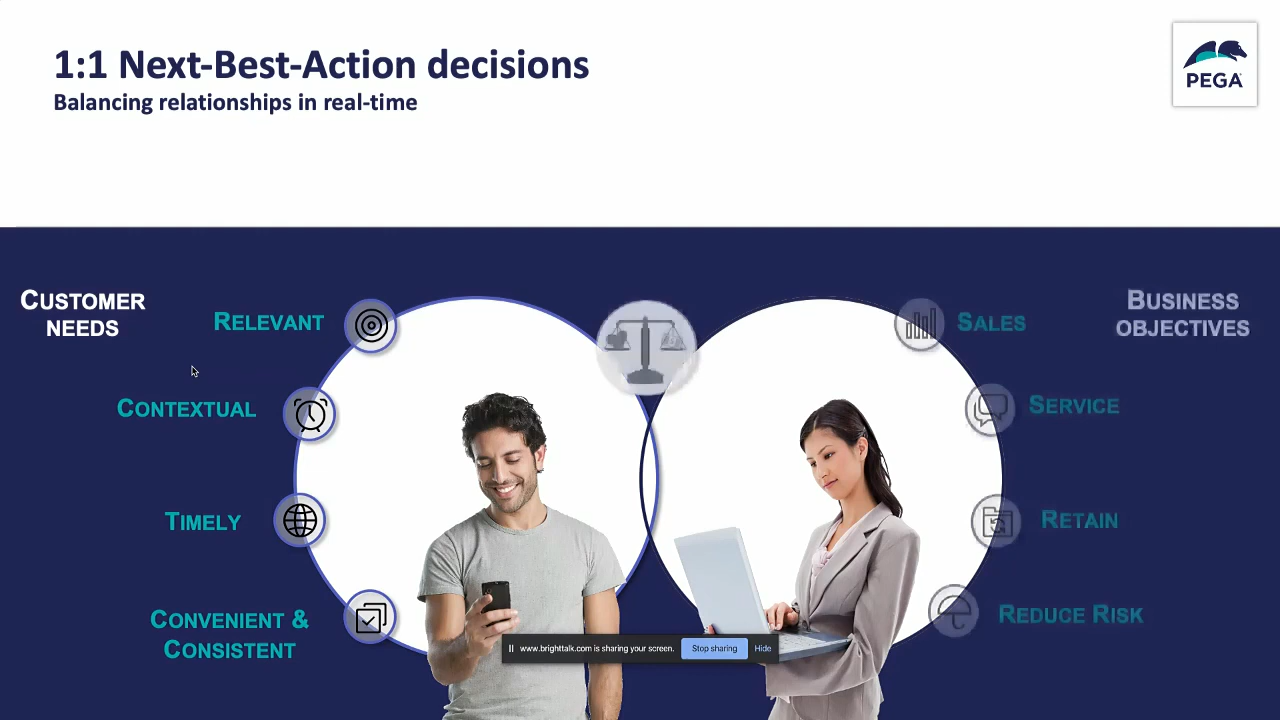 1:1 Next-Best-Action decisions
Balancing relationships in real-time
PEGA
CUSTOMER
NEEDS
RELEVANT
CONTEXTUAL
TIMELY
CONVENIENT &
CONSISTENT
SALES
BUSINESS
OBJECTIVES
SERVICE
RETAIN
REDUCE RISK
www.brighttalk.com is sharing your screen.
Stop sharing
Hide